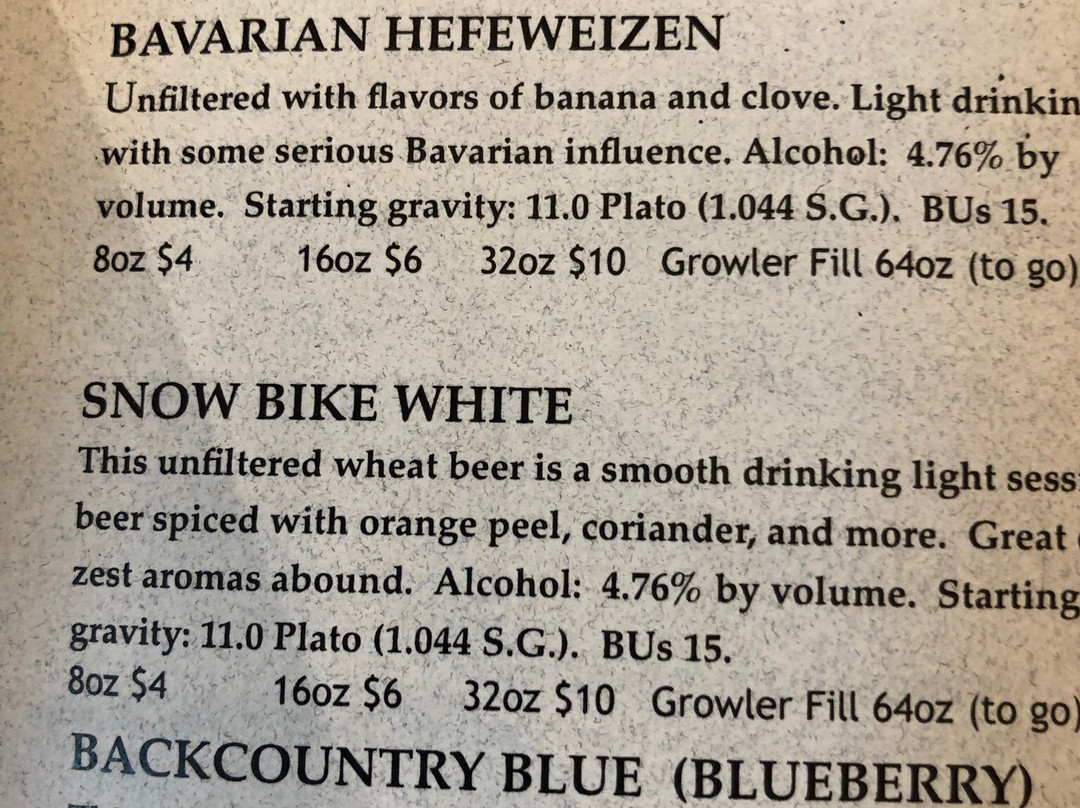 BAVARIAN HEFEWEIZEN
Unfiltered with flavors of banana and clove. Light drinkin
with some serious Bavarian influence. Alcohol: 4.76% by
volume. Starting gravity: 11.0 Plato (1.044 S.G.). BUs 15.
8oz $4 16oz $6 32oz $10 Growler Fill 64oz (to go)
SNOW BIKE WHITE
This unfiltered wheat beer is a smooth drinking light sess
beer spiced with orange peel, coriander, and more. Great
zest aromas abound. Alcohol: 4.76% by volume. Starting
gravity: 11.0 Plato (1.044 S.G.). BUs 15.
8oz $4 16oz $6 32oz $10 Growler Fill 64oz (to go)
BACKCOUNTRY BLUE (BLUEBERRY)